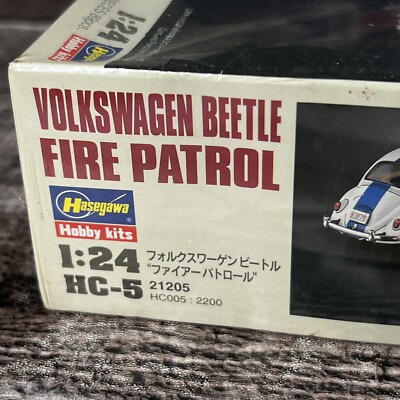 1:24
Hasegawa
Hobby kits
VOLKSWAGEN BEETLE
FIRE PATROL
Hasegawa
Hobby kits
1:24
フォルクスワーゲン ビートル
"ファイアー パトロール"
HC-5
21205
HC005 : 2200